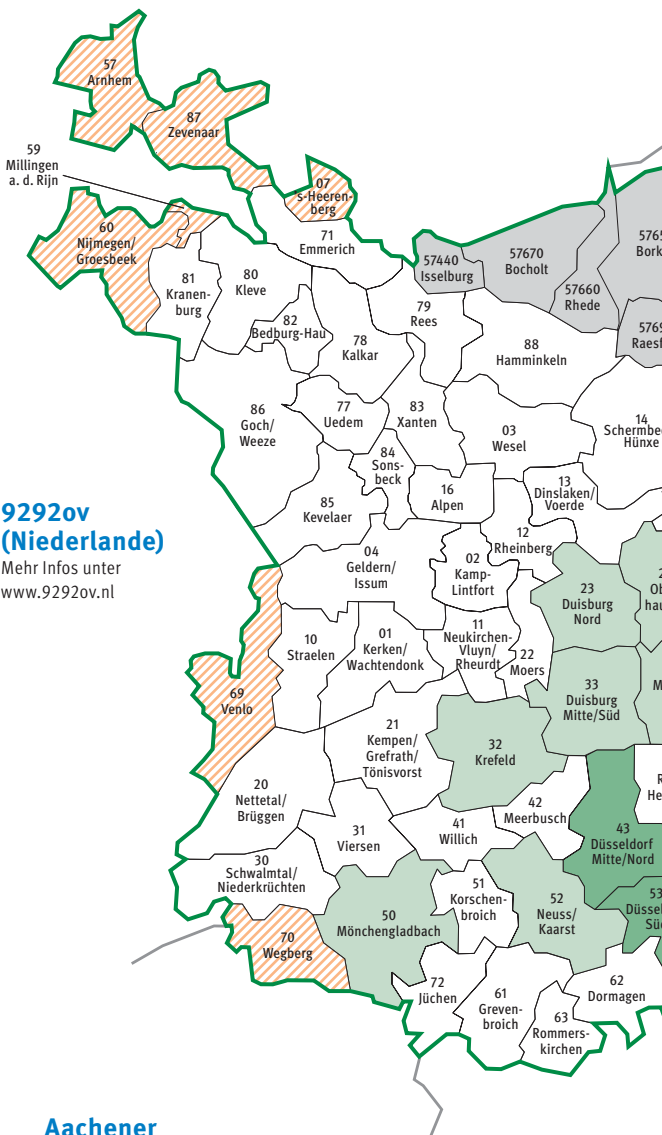 57
Arnhem
87
Zevenaar
59
Millingen
a. d. Rijn
07
's-Heeren-
berg
60
Nijmegen/
Groesbeek
71
Emmerich
57440
Isselburg
57670
Bocholt
57660
Rhede
81
Kranen-
burg
80
Kleve
82
Bedburg-Hau
78
Kalkar
79
Rees
88
Hamminkeln
86
Goch/
Weeze
77
Uedem
83
Xanten
03
Wesel
14
Hünxe
84
Sons-
beck
16
Alpen
13
Dinslaken/
Voerde
85
Kevelaer
12
Rheinberg
9292ov
(Niederlande)
Mehr Infos unter
www.9292ov.nl
04
Geldern/
Issum
02
Kamp-
Lintfort
23
Duisburg
Nord
10
Straelen
01
Kerken/
Wachtendonk
11
Neukirchen-
Vluyn/
Rheurdt
22
Moers
69
Venlo
33
Duisburg
Mitte/Süd
21
Kempen/
Grefrath/
Tönisvorst
32
Krefeld
20
Nettetal/
Brüggen
42
Meerbusch
31
Viersen
41
Willich
43
Düsseldorf
Mitte/Nord
30
Schwalmtal/
Niederkrüchten
51
Korschen-
broich
52
Neuss/
Kaarst
53
50
Mönchengladbach
70
Wegberg
72
Jüchen
61
Greven-
broich
62
Dormagen
63
Rommers-
kirchen
Aachener